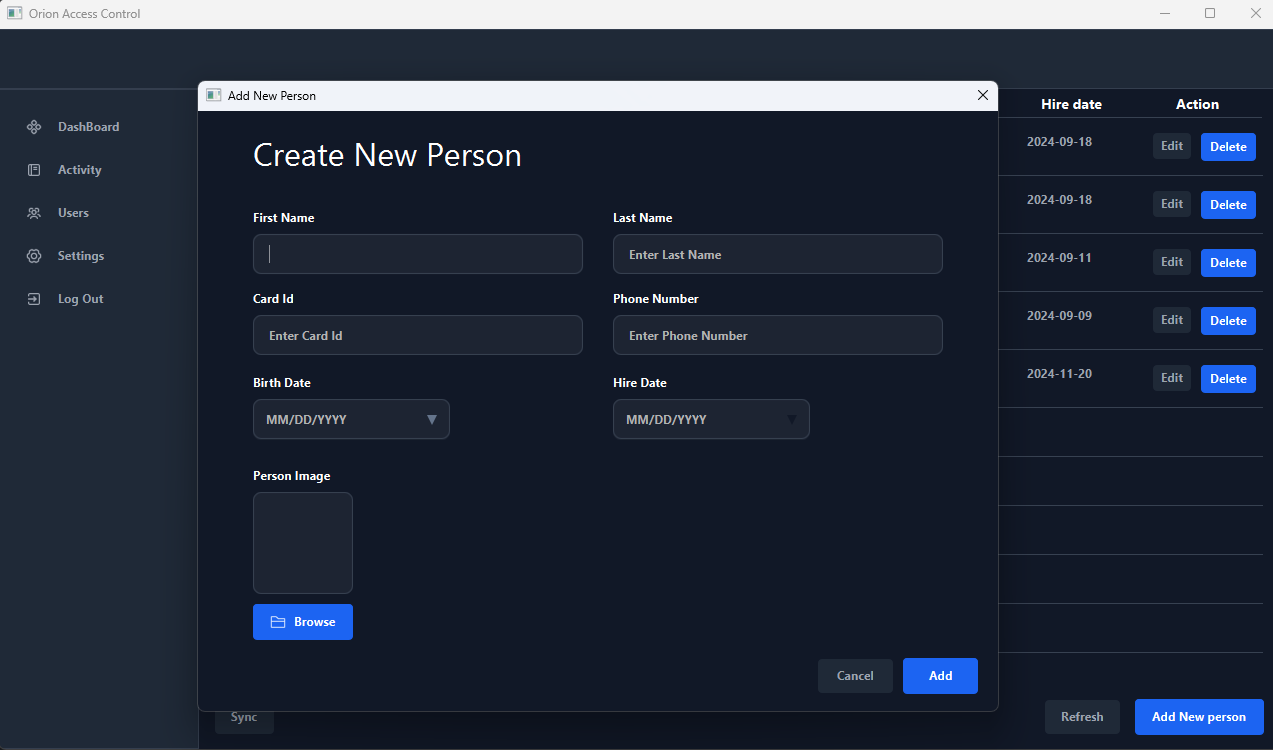 Orion Access Control
Add New Person
Hire date Action
DashBoard
Activity
Users
Settings
Log Out
Create New Person
First Name Last Name
Enter Last Name
Card Id Phone Number
Enter Card Id Enter Phone Number
Birth Date Hire Date
MM/DD/YYYY MM/DD/YYYY
Person Image
Browse
Cancel Add
2024-09-18 Edit Delete
2024-09-18 Edit Delete
2024-09-11 Edit Delete
2024-09-09 Edit Delete
2024-11-20 Edit Delete
Sync Refresh Add New person